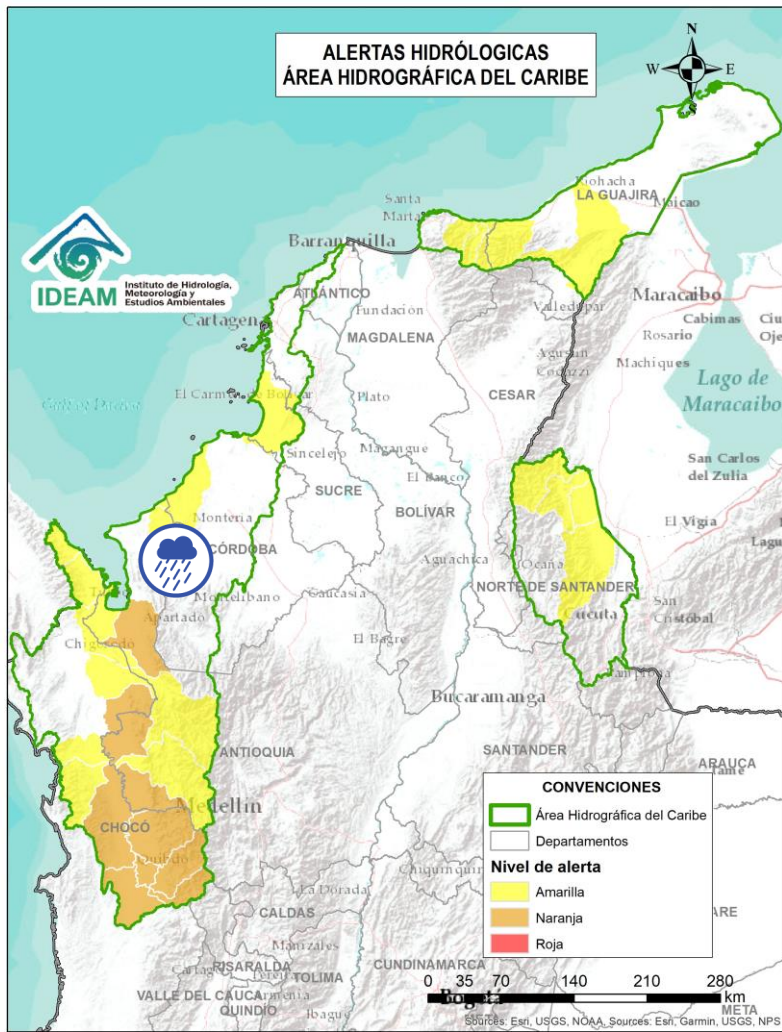 ALERTAS HIDRÓLOGICAS
ÁREA HIDROGRÁFICA DEL CARIBE
N
W
E
S
IDEAM
Instituto de Hidrología,
Meteorología y
Estudios Ambientales
Riohacha
LA GUAJIRA
Maicao
Santa
Marta
Barranquilla
ATLÁNTICO
Cartagena
Fundación
MAGDALENA
Valledupar
Maracaibo
Cabimas
Rosario
Machiques
Agustín
Codazzi
CESAR
Lago de
Maracaibo
El Carmen de Bolívar
Plato
Sincelejo
Magangue
El Banco
SUCRE
BOLÍVAR
San Carlos
del Zulia
El Vigia
Montería
CÓRDOBA
Aguachica
Ocaña
NORTE DE SANTANDER
Montelibano
Caucasia
Apartado
El Bagre
San
Cristóbal
Bucaramanga
ANTIOQUIA
SANTANDER
ARAUCA
Medellín
CHOCÓ
Quibdó
La Dorada
CALDAS
Manizales
RISARALDA
TOLIMA
CUNDINAMARCA
VALLE DEL CAUCA
Armenia
QUINDÍO
Ibague
META
CONVENCIONES
Área Hidrográfica del Caribe
Departamentos
Nivel de alerta
Amarilla
Naranja
Roja
0 35 70 140 210 280
km
Sources: Esri, USGS, NOAA, Sources: Esri, Garmin, USGS, NPS